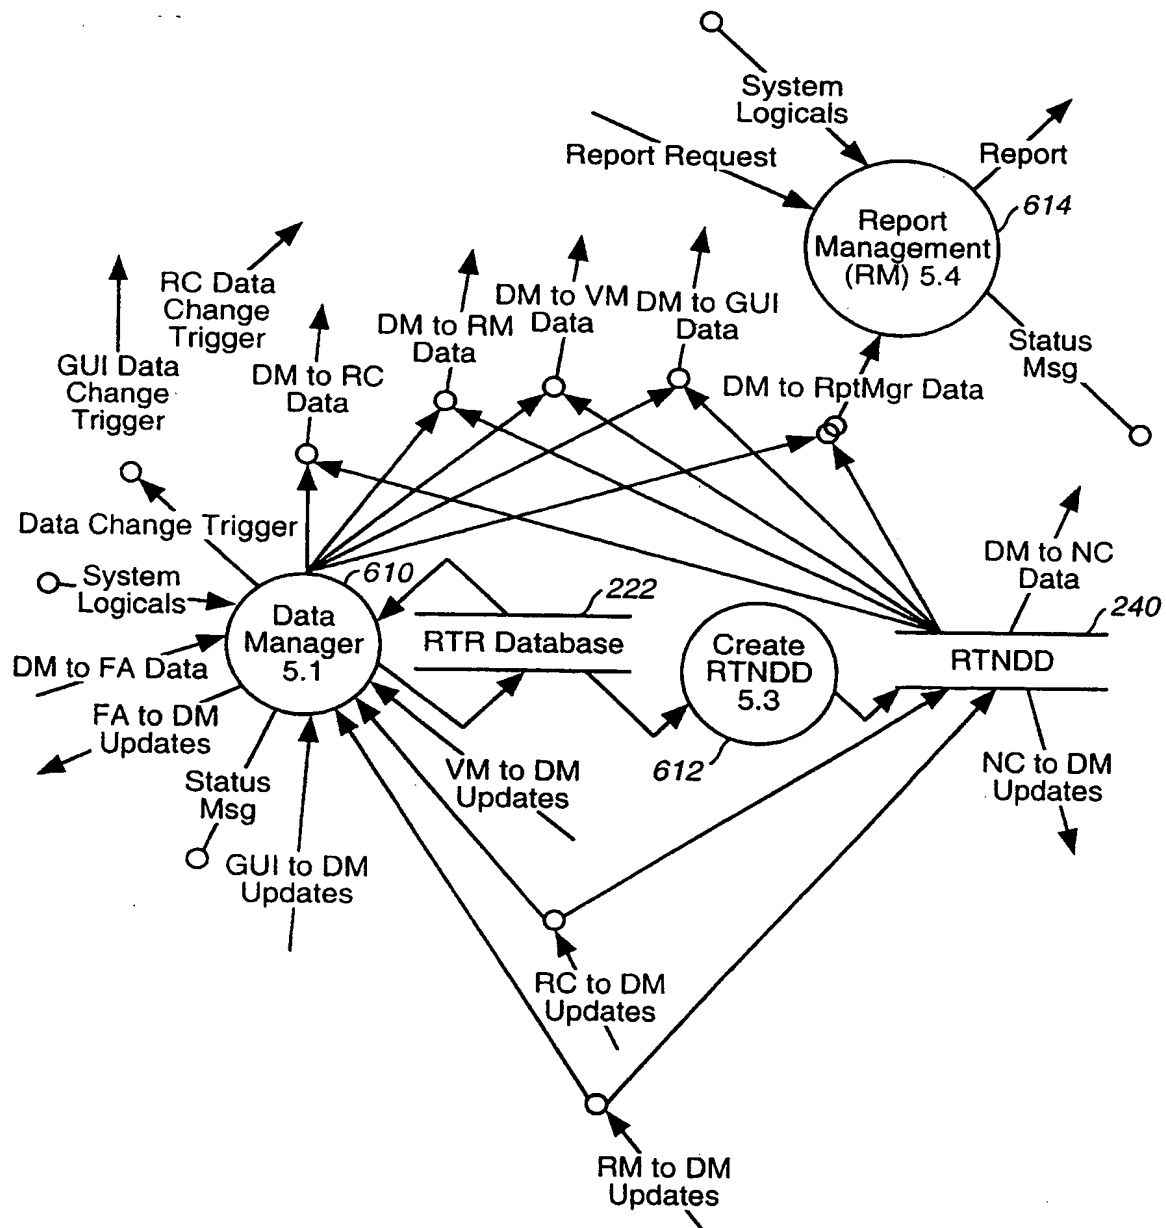 System
Logicals
Report Request
Report
614
Report
Management
(RM) 5.4
RC Data
Change
Trigger
GUI Data
Change
Trigger
DM to RC
Data
DM to RM
Data
DM to VM
Data
DM to GUI
Data
DM to RptMgr Data
Status
Msg
Data Change Trigger
System
Logicals
610
Data
Manager
5.1
222
RTR Database
Create
RTNDD
5.3
612
DM to NC
Data
240
RTNDD
DM to FA Data
FA to DM
Updates
Status
Msg
GUI to DM
Updates
VM to DM
Updates
NC to DM
Updates
RC to DM
Updates
RM to DM
Updates